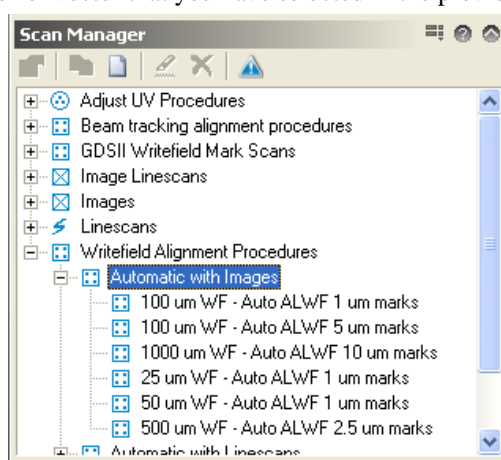 Scan Manager
Adjust UV Procedures
Beam tracking alignment procedures
GDSII Writefield Mark Scans
Image Linescans
Images
Linescans
Writefield Alignment Procedures
Automatic with Images
100 um WF - Auto ALWF 1 um marks
100 um WF - Auto ALWF 5 um marks
1000 um WF - Auto ALWF 10 um marks
25 um WF - Auto ALWF 1 um marks
50 um WF - Auto ALWF 1 um marks
500 um WF - Auto ALWF 2.5 um marks
Automatic with Linescans